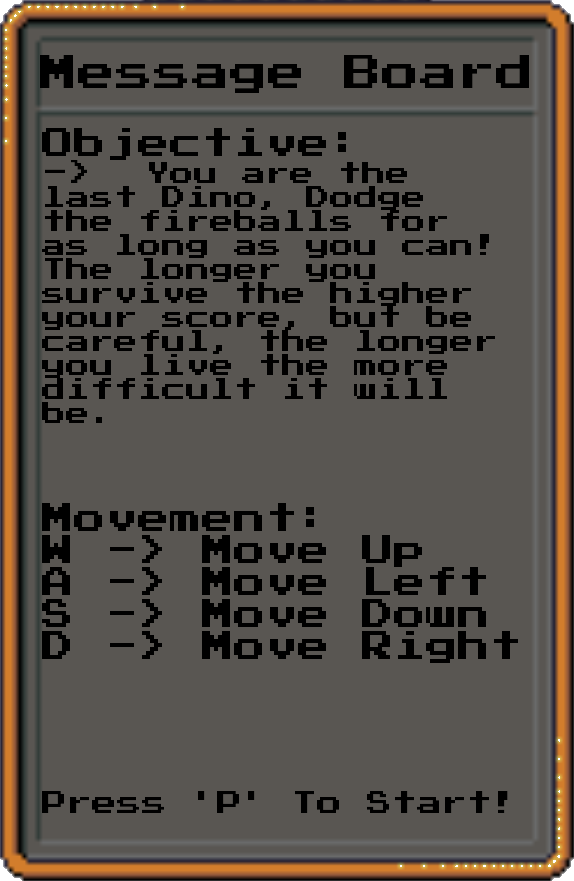 Message Board
Objective:
-> You are the
last Dino, Dodge
the fireballs for
as long as you can!
The longer you
survive the higher
your score, but be
careful, the longer
you live the more
difficult it will
be.
Movement:
W -> Move Up
A -> Move Left
S -> Move Down
D -> Move Right
Press 'P' To Start!